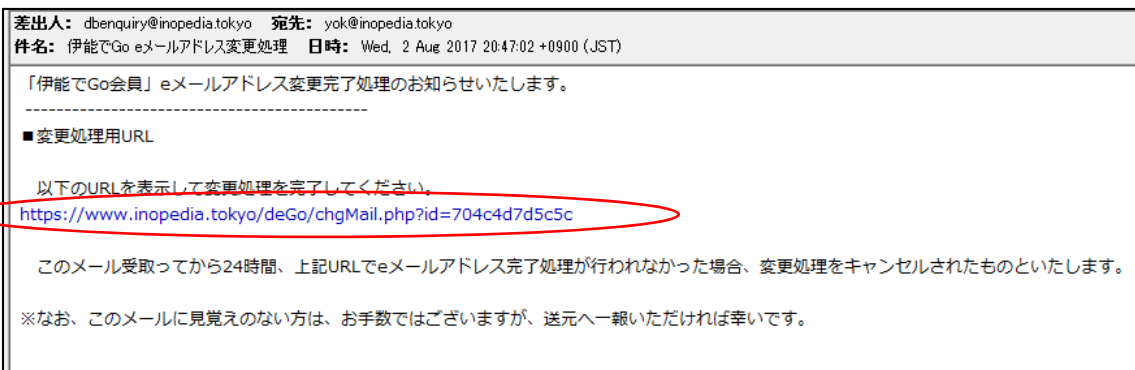 差出人： dbenquiry@inopedia.tokyo 宛先： yok@inopedia.tokyo
件名： 伊能でGo eメールアドレス変更処理 日時： Wed, 2 Aug 2017 20:47:02 +0900 (JST)
「伊能でGo会員」eメールアドレス変更完了処理のお知らせいたします。
--------------------------------------------
■変更処理用URL
以下のURLを表示して変更処理を完了してください。
https://www.inopedia.tokyo/deGo/chgMail.php?id=704c4d7d5c5c
このメール受取ってから24時間、上記URLでeメールアドレス完了処理が行われなかった場合、変更処理をキャンセルされたものといたします。
※なお、このメールに見覚えのない方は、お手数ではございますが、送元へ一報いただければ幸いです。